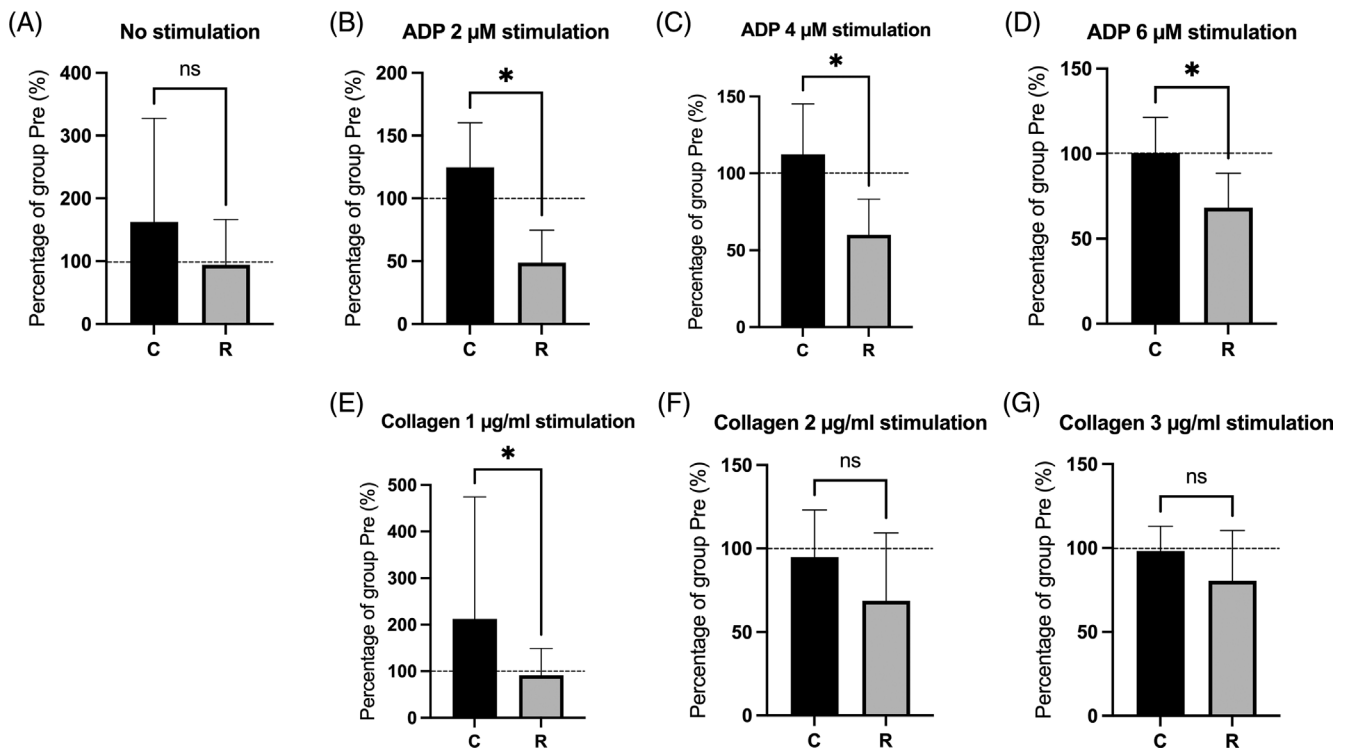 (A)
No stimulation
Percentage of group Pre (%)
400
300
200
100
0
ns
C
R
(B)
ADP 2 µM stimulation
Percentage of group Pre (%)
200
150
100
50
0
*
C
R
(C)
ADP 4 µM stimulation
Percentage of group Pre (%)
150
100
50
0
*
C
R
(D)
ADP 6 µM stimulation
Percentage of group Pre (%)
150
100
50
0
*
C
R
(E)
Collagen 1 µg/ml stimulation
Percentage of group Pre (%)
500
400
300
200
100
0
*
C
R
(F)
Collagen 2 µg/ml stimulation
Percentage of group Pre (%)
150
100
50
0
ns
C
R
(G)
Collagen 3 µg/ml stimulation
Percentage of group Pre (%)
150
100
50
0
ns
C
R